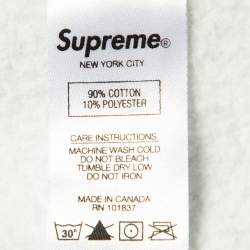 Supreme®
NEW YORK CITY
90% COTTON
10% POLYESTER
CARE INSTRUCTIONS
MACHINE WASH COLD
DO NOT BLEACH
TUMBLE DRY LOW
DO NOT IRON
MADE IN CANADA
RN 101837
30°